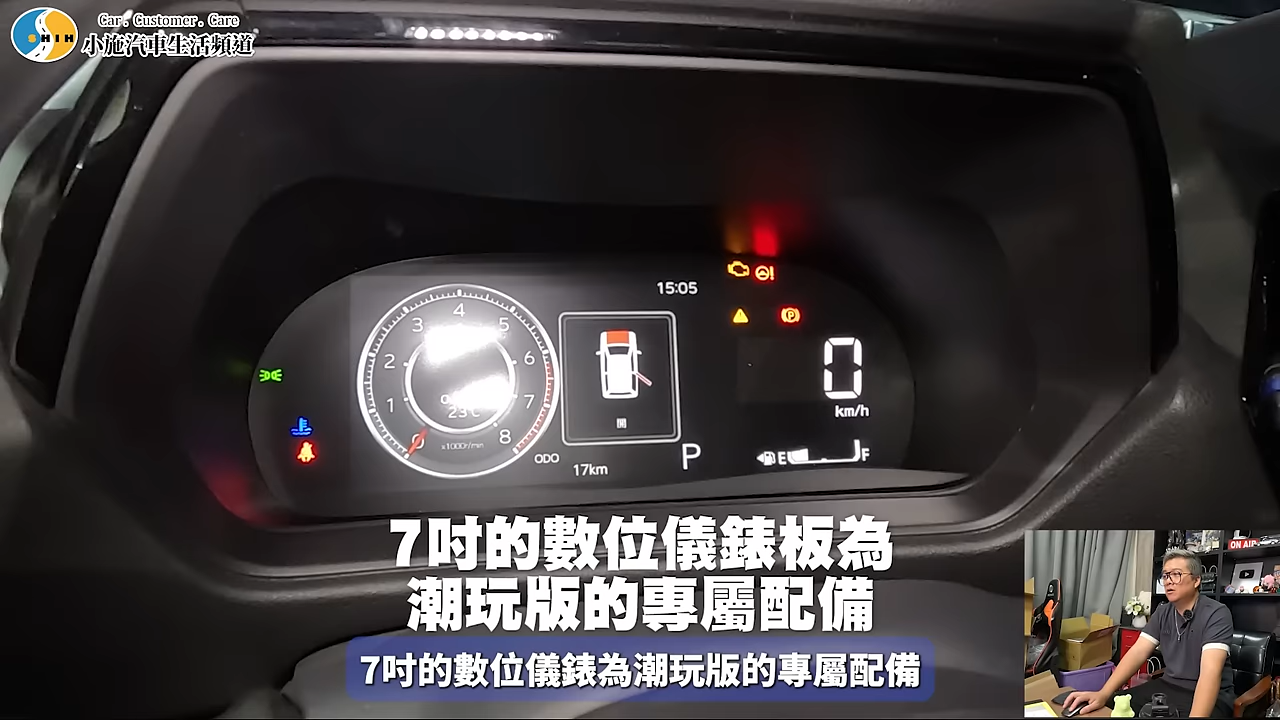 Car. Customer. Care
SHIH
小施汽車生活頻道
15:05
1
2
3
4
5
6
7
8
23°C
x1000r/min
開
ODO
17km
P
0
km/h
E
F
ON AIR
7吋的數位儀錶板為
潮玩版的專屬配備
7吋的數位儀錶為潮玩版的專屬配備